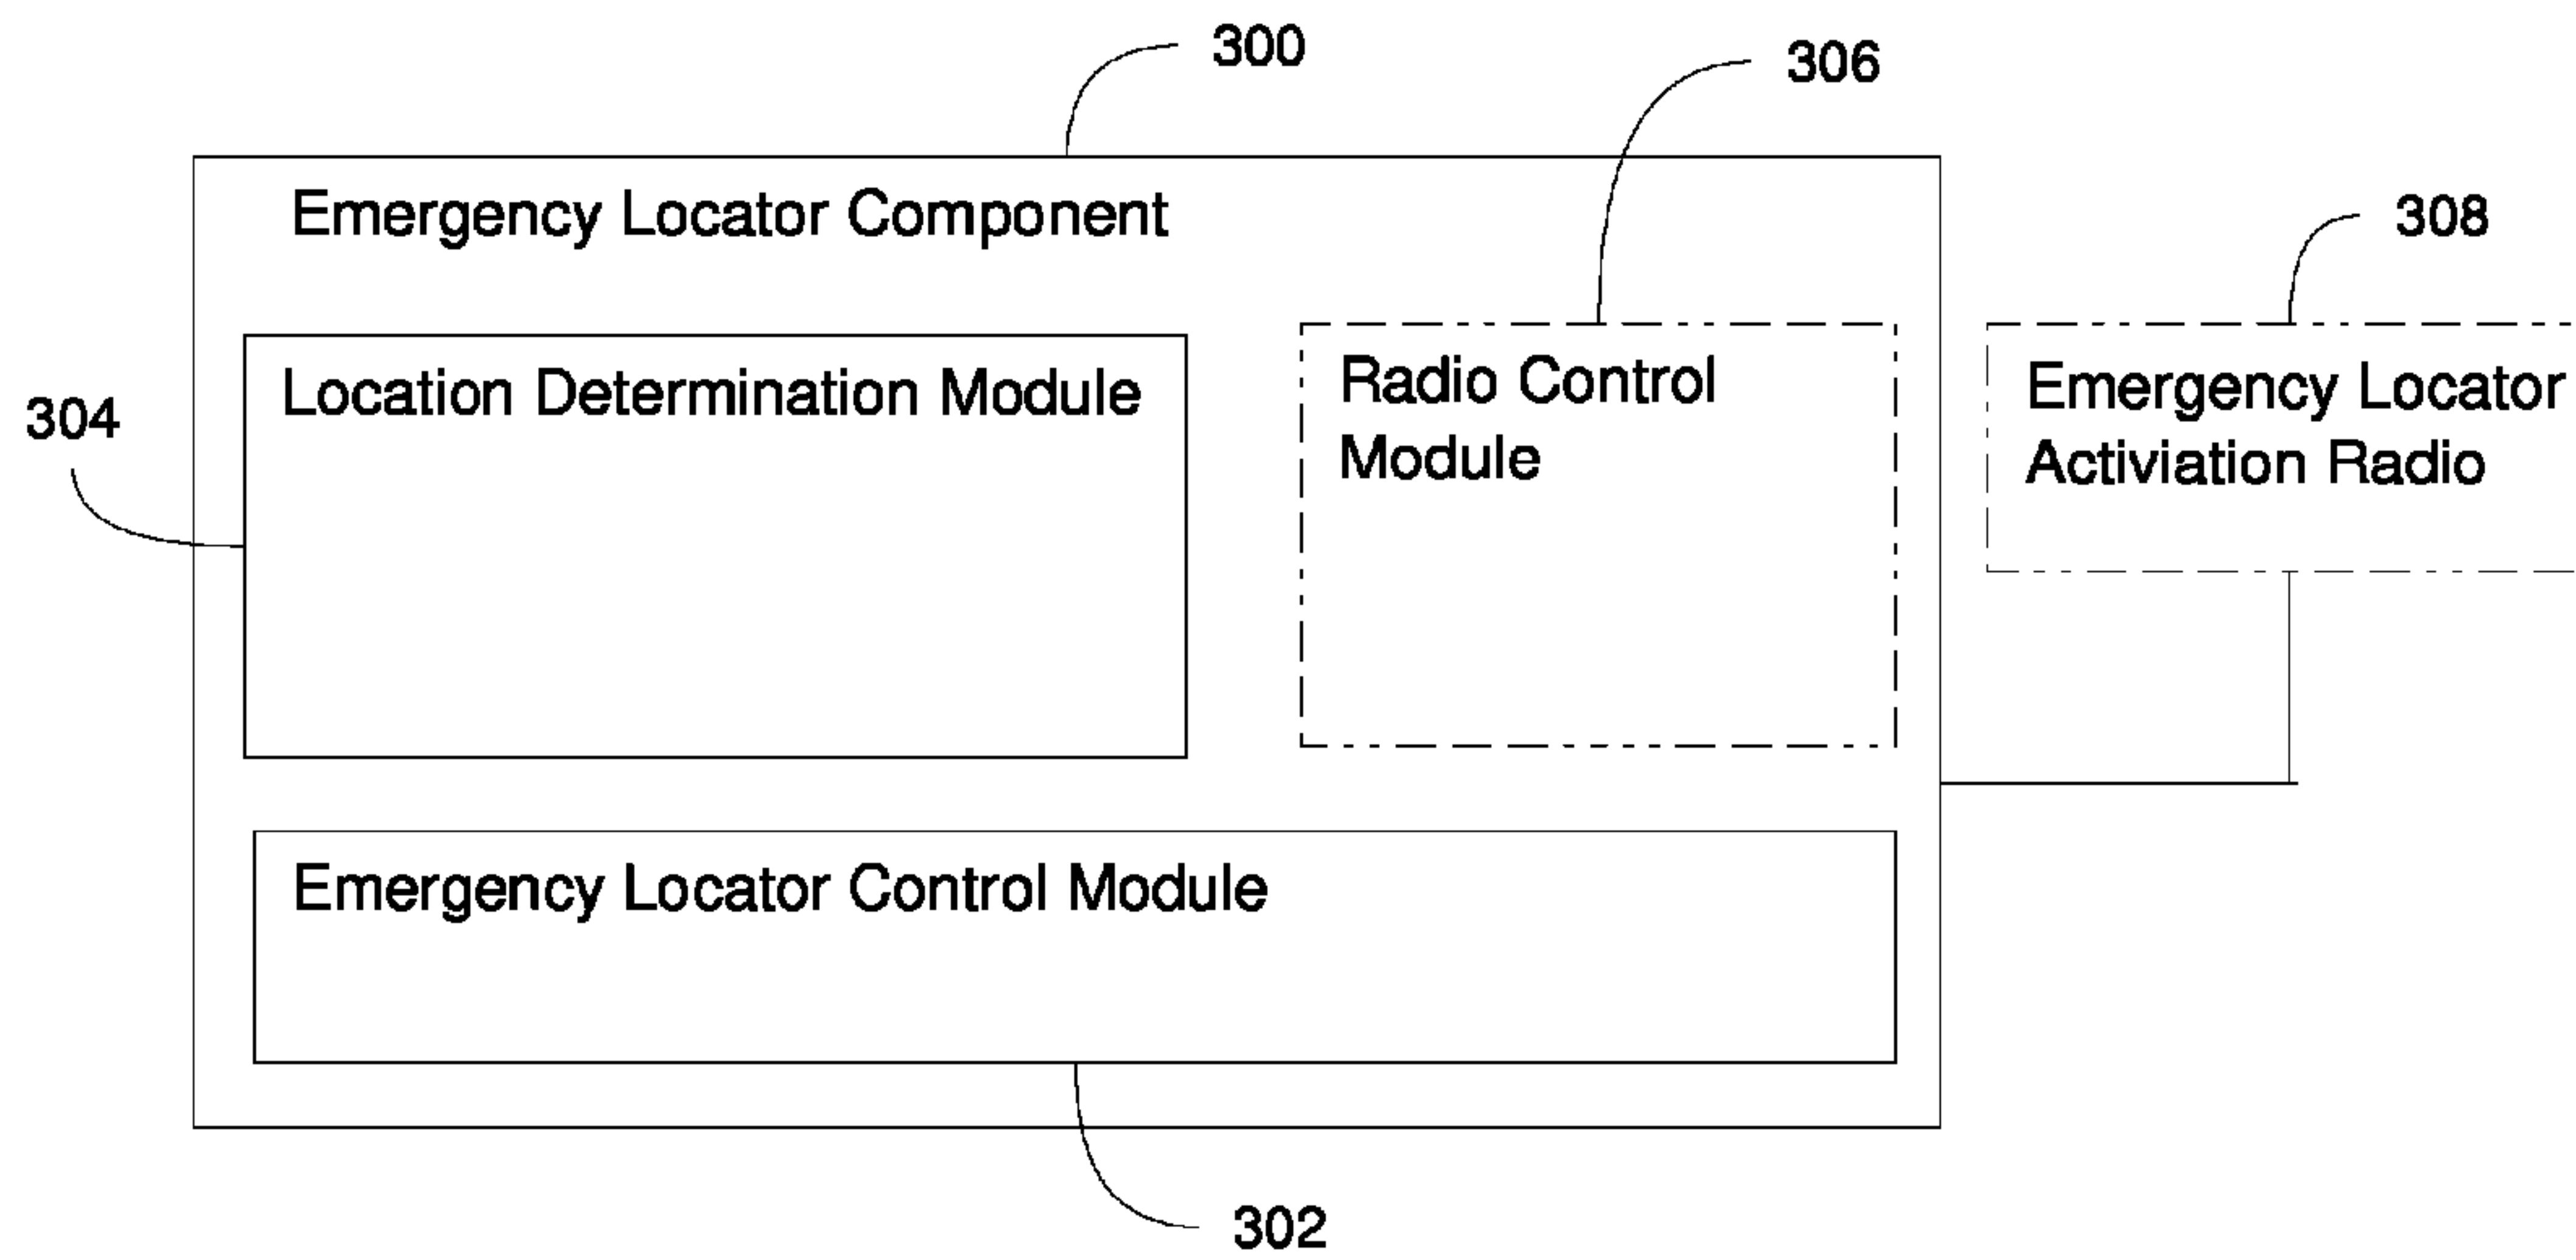 300
306
Emergency Locator Component
308
Location Determination Module
Radio Control
Module
Emergency Locator
Activiation Radio
304
Emergency Locator Control Module
302